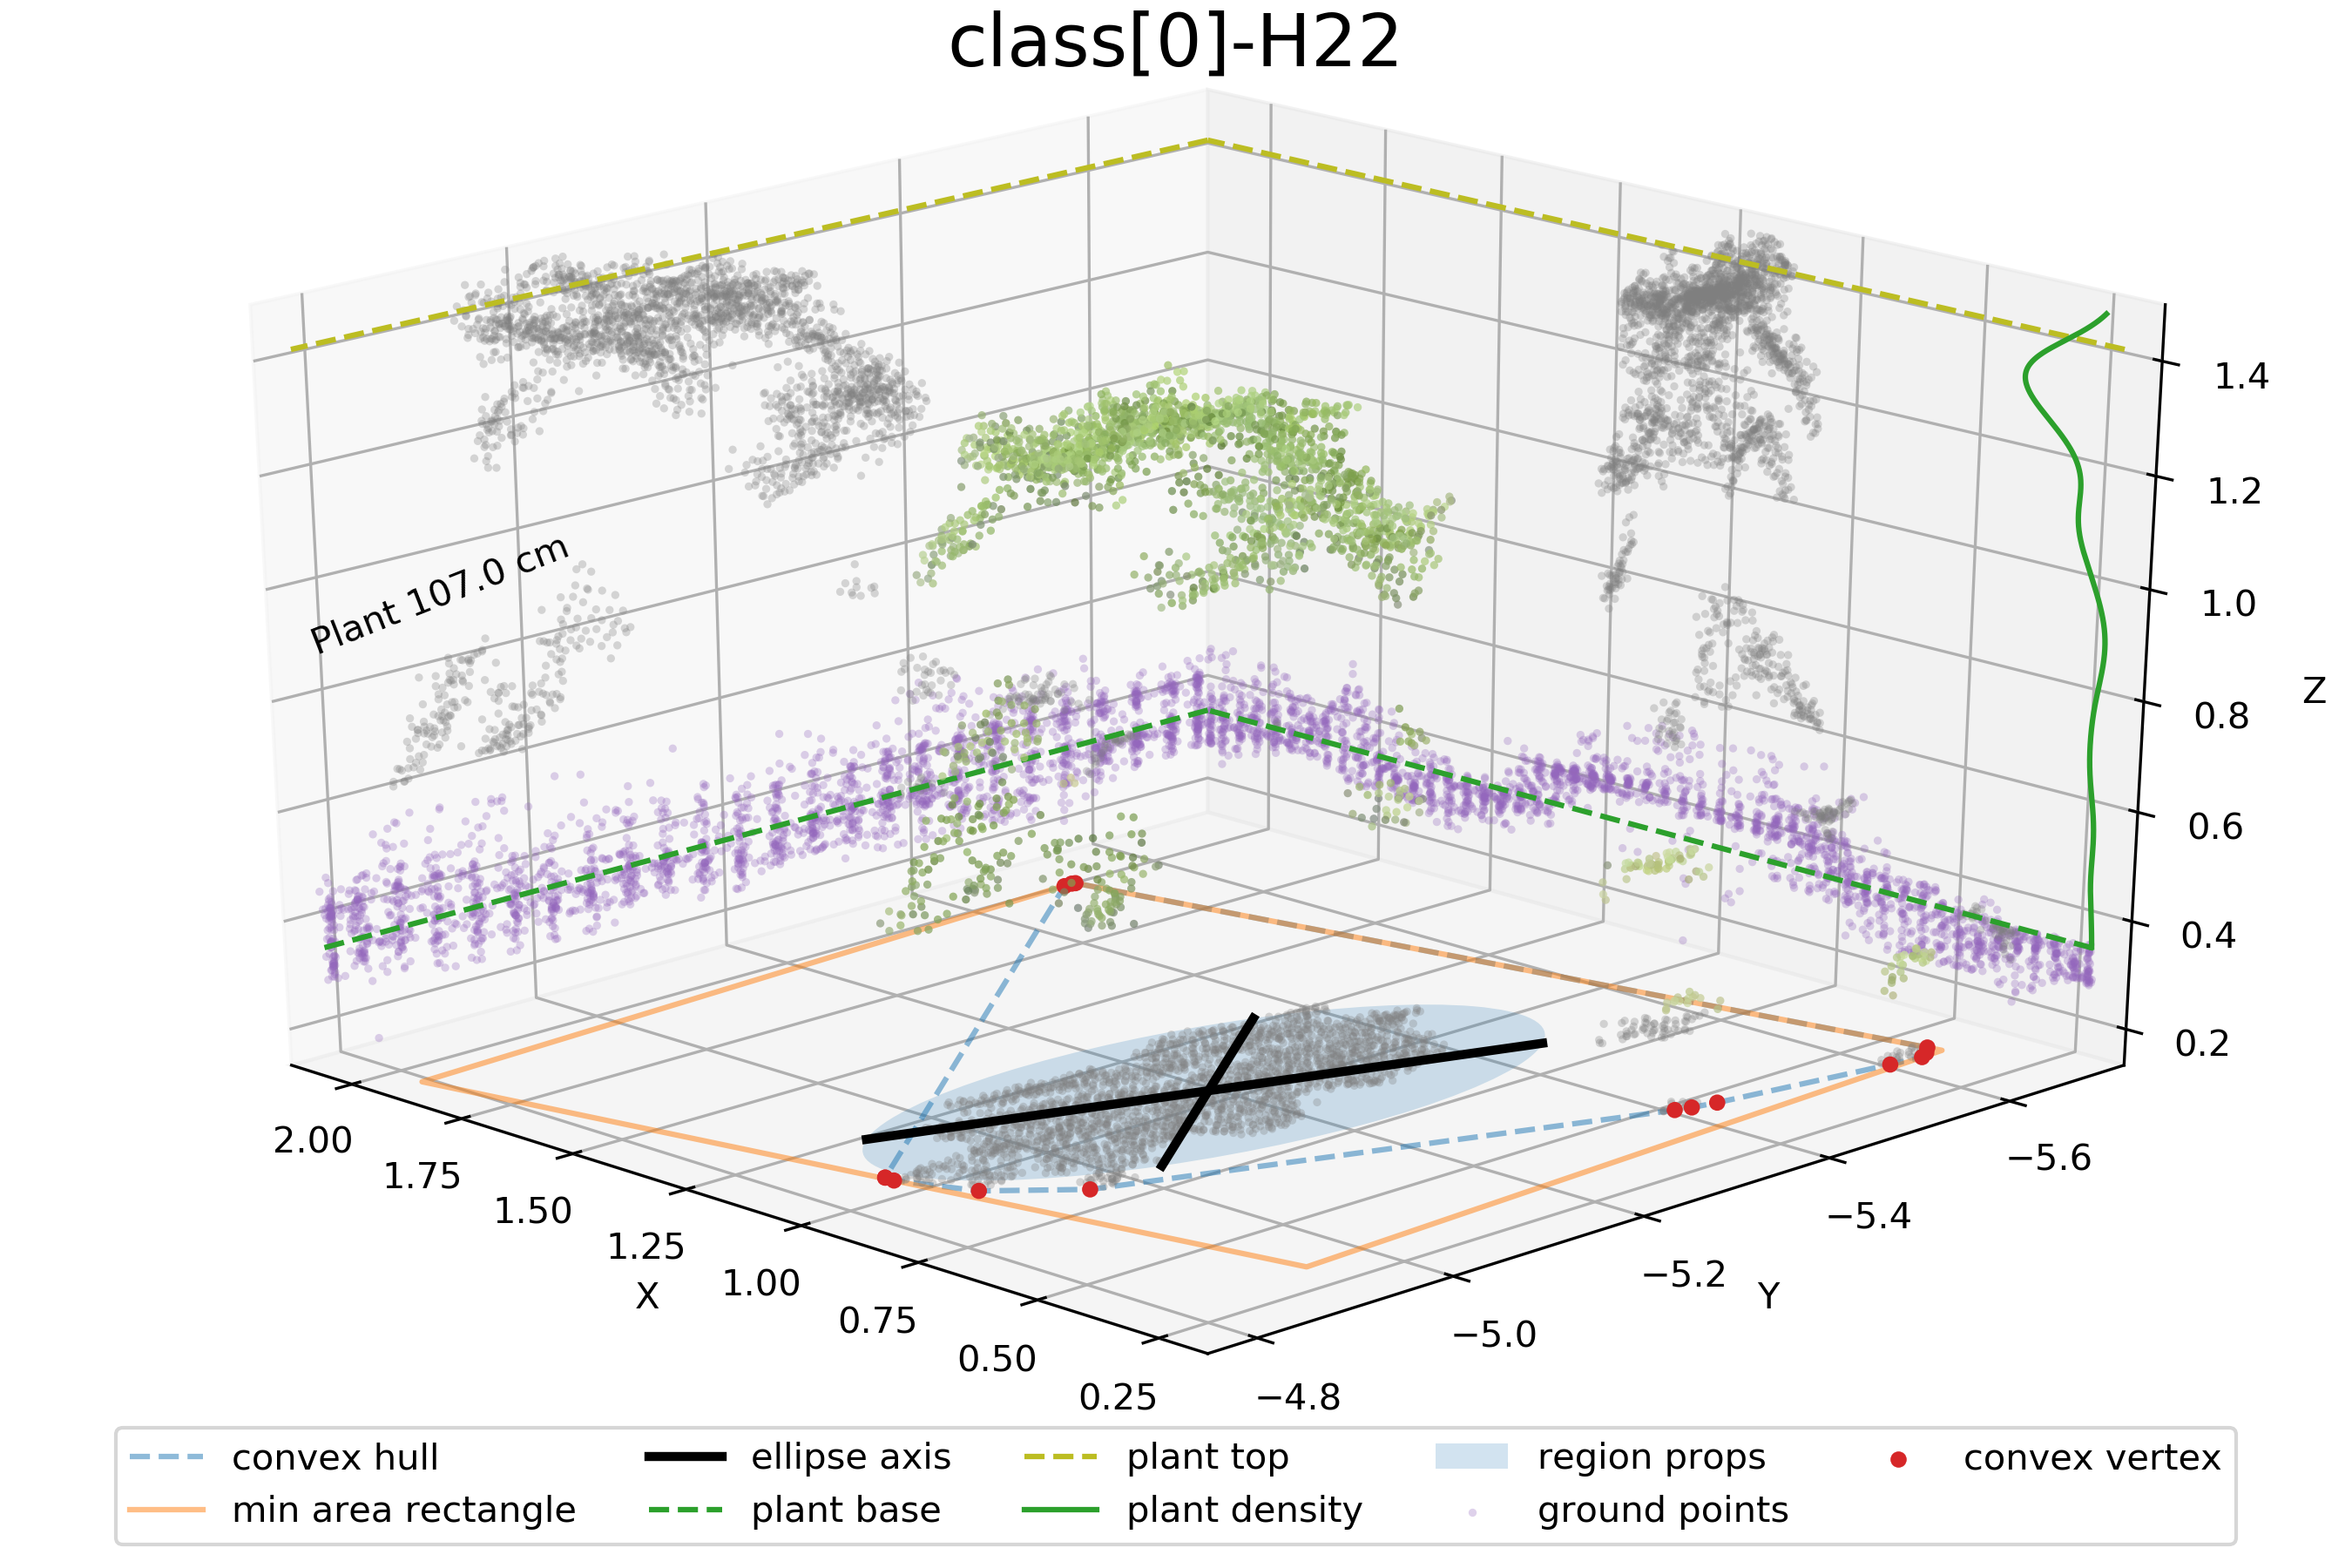 class[0]-H22
Plant 107.0 cm
1.4
1.2
1.0
0.8
0.6
0.4
0.2
Z
2.00
1.75
1.50
1.25
1.00
0.75
0.50
0.25
X
−5.6
−5.4
−5.2
−5.0
−4.8
Y
convex hull
min area rectangle
ellipse axis
plant base
plant top
plant density
region props
ground points
convex vertex